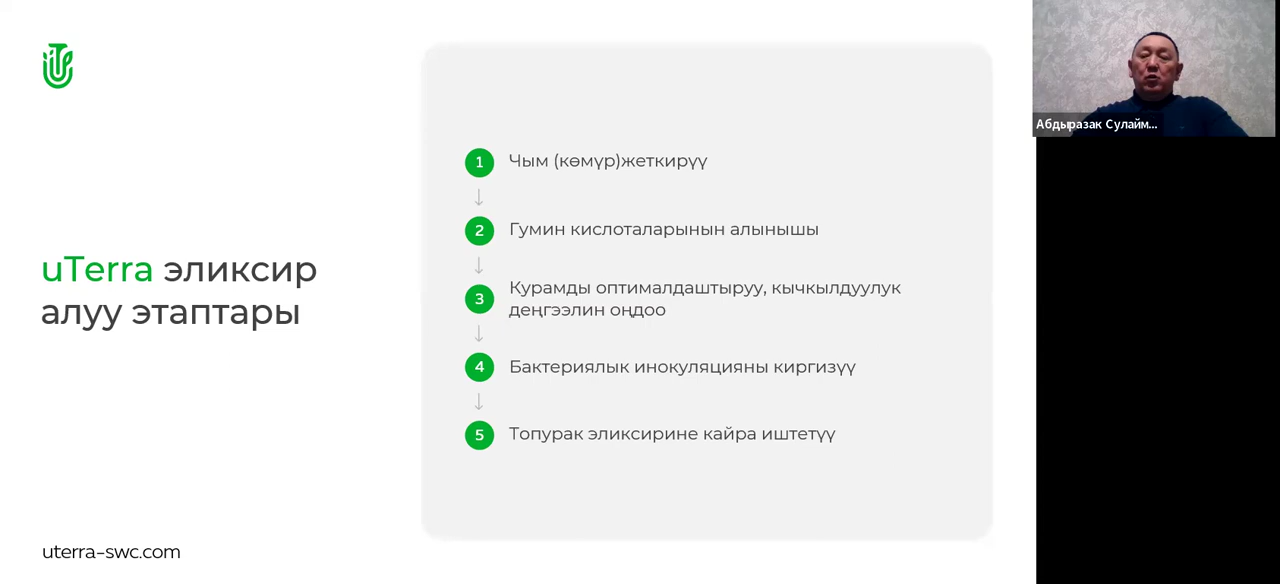 uTerra эликсир
алуу этаптары
1 Чым (көмүр)жеткирүү
2 Гумин кислоталарынын алынышы
3 Курамды оптималдаштыруу, кычкылдуулук
деңгээлин оңдоо
4 Бактериялык инокуляцияны киргизүү
5 Топурак эликсирине кайра иштетүү
uterra-swc.com
Абдыразак Сулайм...